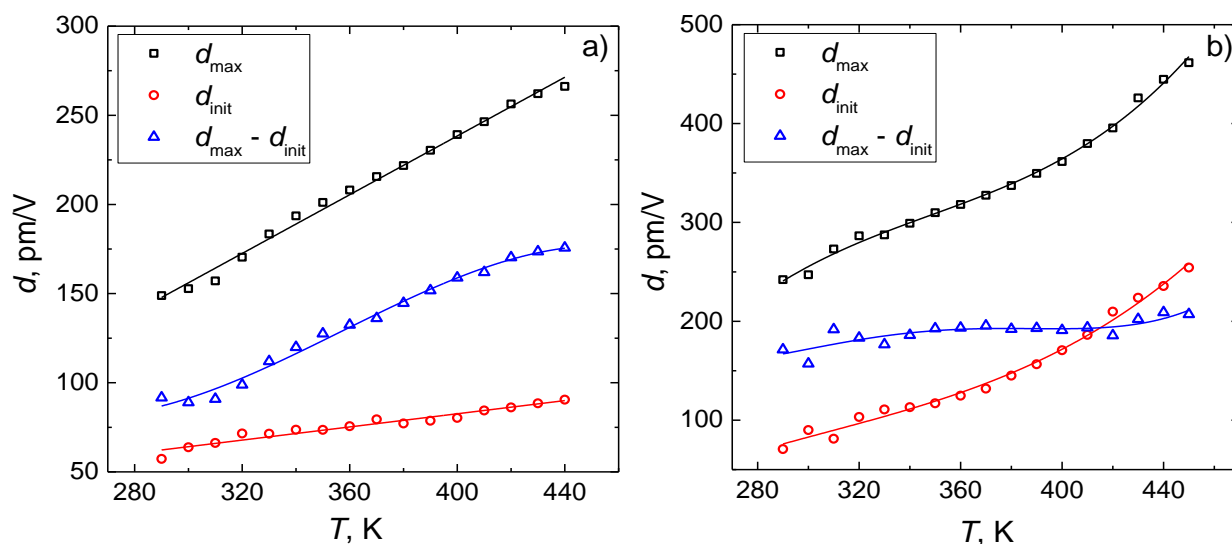 a)
d_max
d_init
d_max - d_init
300
250
200
150
100
50
d, pm/V
280
320
360
400
440
T, K
b)
d_max
d_init
d_max - d_init
500
400
300
200
100
d, pm/V
280
320
360
400
440
T, K